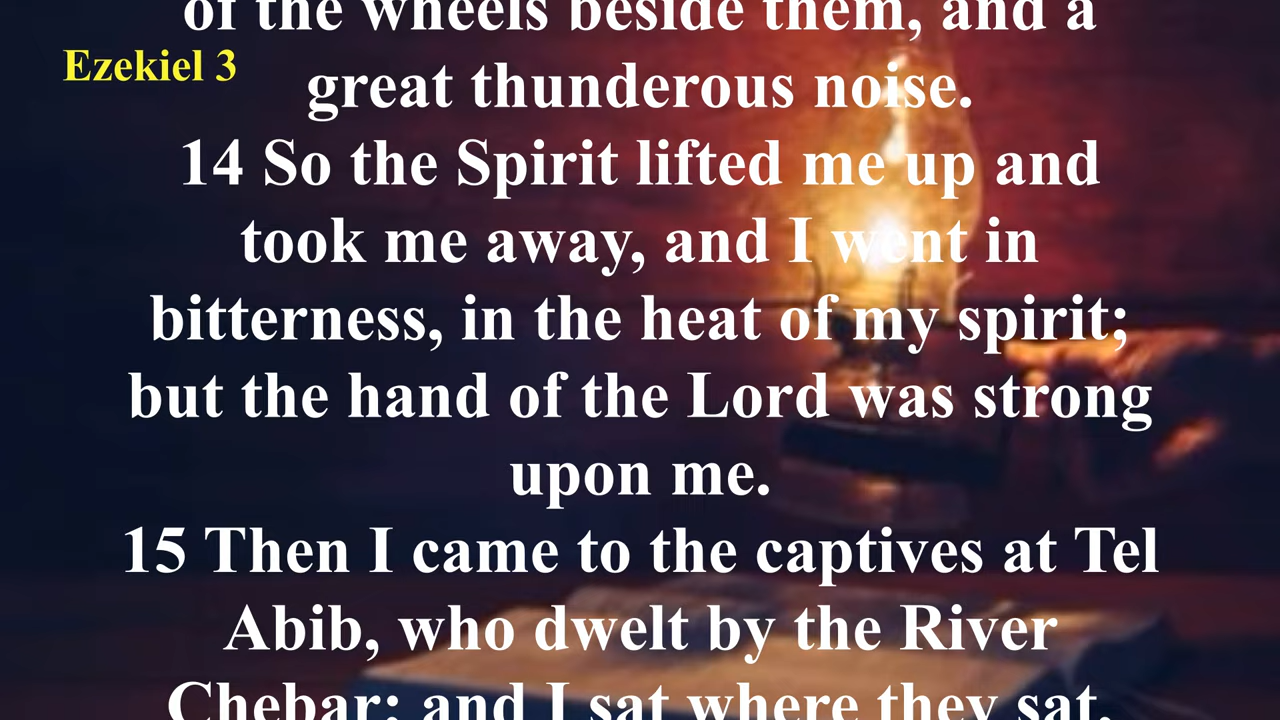 of the wheels beside them, and a
Ezekiel 3
great thunderous noise.
14 So the Spirit lifted me up and
took me away, and I went in
bitterness, in the heat of my spirit;
but the hand of the Lord was strong
upon me.
15 Then I came to the captives at Tel
Abib, who dwelt by the River
Chebar; and I sat where they sat,